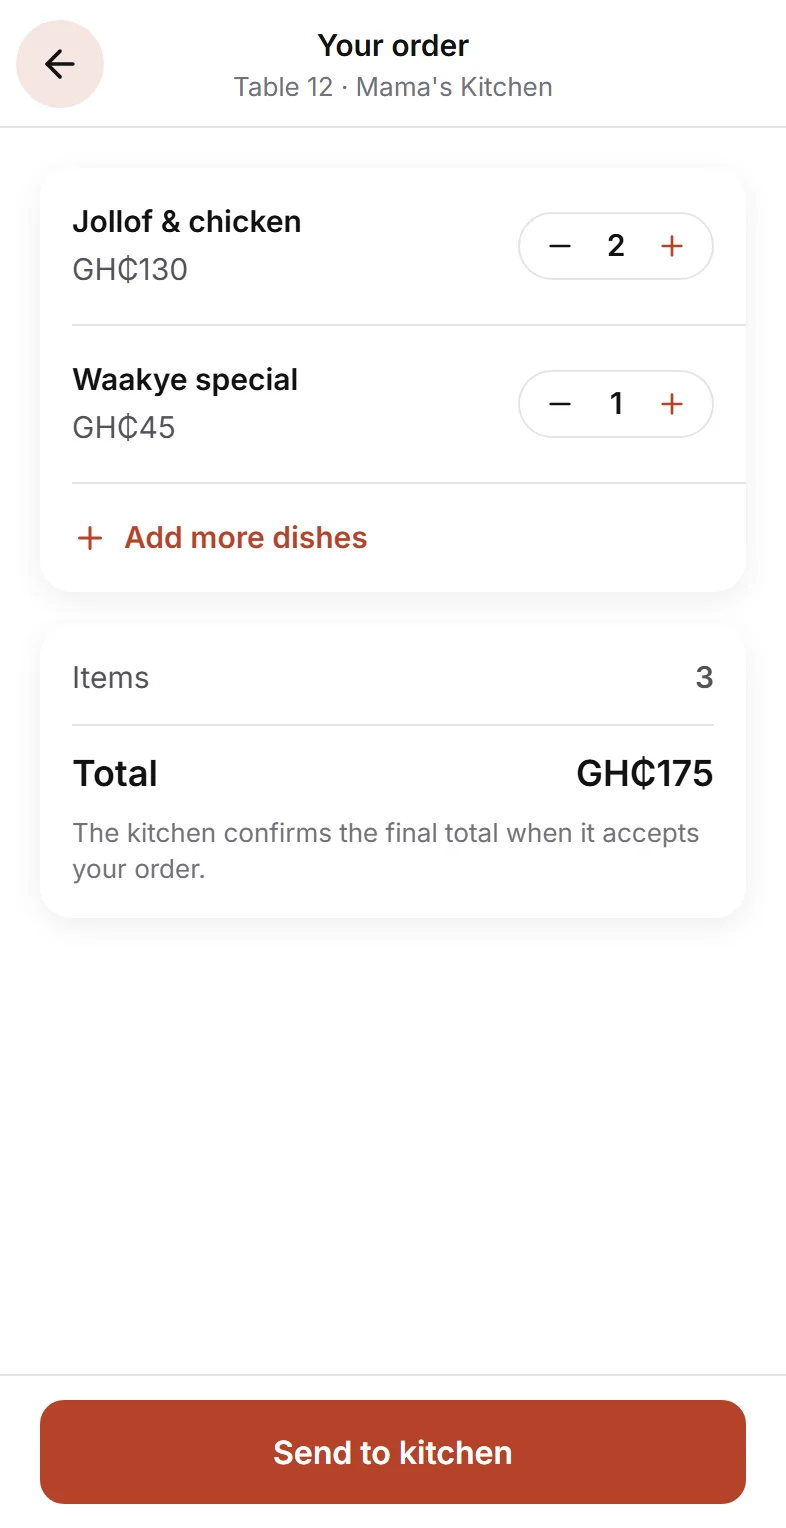 Your order
Table 12 · Mama's Kitchen
Jollof & chicken
GH₵130
2
Waakye special
GH₵45
1
Add more dishes
Items 3
Total GH₵175
The kitchen confirms the final total when it accepts
your order.
Send to kitchen